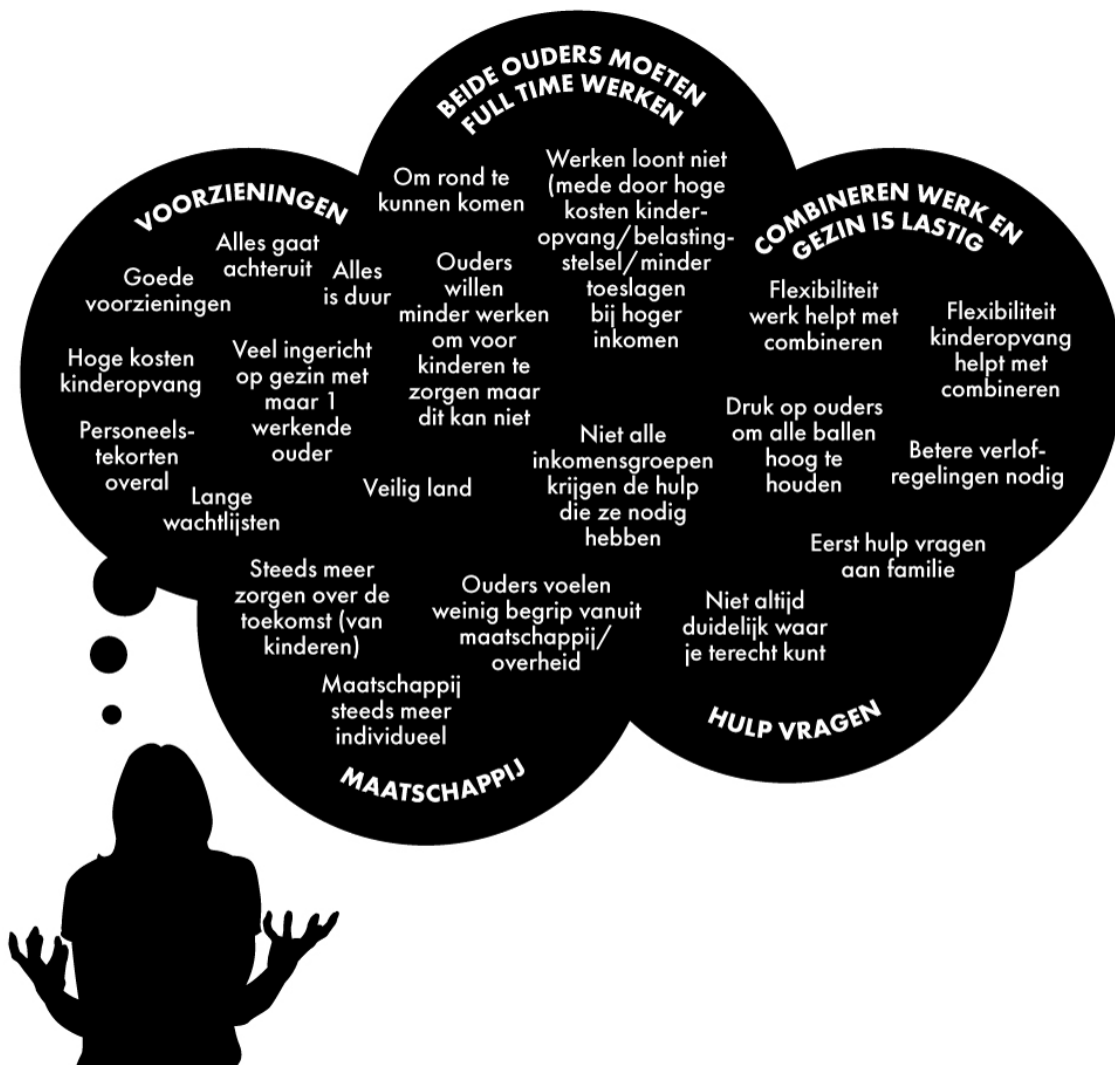 BEIDE OUDERS MOETEN
FULL TIME WERKEN
Om rond te
kunnen komen
Werken loont niet
(mede door hoge
kosten kinder-
opvang/belasting-
stelsel/minder
toeslagen
bij hoger
inkomen
Ouders
willen
minder werken
om voor
kinderen te
zorgen maar
dit kan niet
VOORZIENINGEN
Alles gaat
achteruit
Goede
voorzieningen
Alles
is duur
Hoge kosten
kinderopvang
Veel ingericht
op gezin met
maar 1
werkende
ouder
Personeels-
tekorten
overal
Lange
wachtlijsten
Veilig land
Niet alle
inkomensgroepen
krijgen de hulp
die ze nodig
hebben
COMBINEREN WERK EN
GEZIN IS LASTIG
Flexibiliteit
werk helpt met
combineren
Flexibiliteit
kinderopvang
helpt met
combineren
Druk op ouders
om alle ballen
hoog te
houden
Betere verlof-
regelingen nodig
Eerst hulp vragen
aan familie
Niet altijd
duidelijk waar
je terecht kunt
HULP VRAGEN
Steeds meer
zorgen over de
toekomst (van
kinderen)
Ouders voelen
weinig begrip vanuit
maatschappij/
overheid
Maatschappij
steeds meer
individueel
MAATSCHAPPIJ